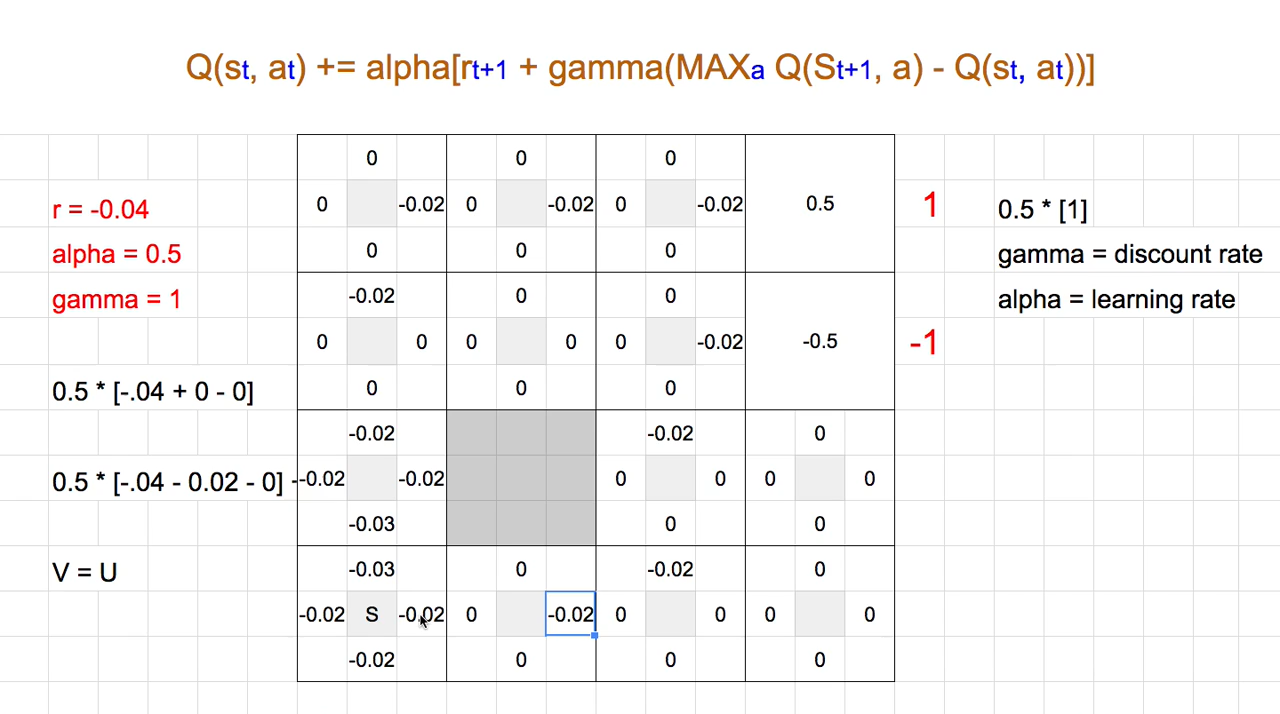 Q(st, at) += alpha[rt+1 + gamma(MAXa Q(St+1, a) - Q(st, at))]
0 0 0
r = -0.04 0 -0.02 0 -0.02 0 -0.02 0.5 1 0.5 * [1]
alpha = 0.5 0 0 0 gamma = discount rate
gamma = 1 -0.02 0 0 alpha = learning rate
0 0 0 0 0 -0.02 -0.5 -1
0.5 * [-.04 + 0 - 0] 0 0 0
-0.02 -0.02 0
0.5 * [-.04 - 0.02 - 0] -0.02 -0.02 0 0 0 0
-0.03 0 0
V = U -0.03 0 -0.02 0
-0.02 S -0.02 0 -0.02 0 0 0 0
-0.02 0 0 0